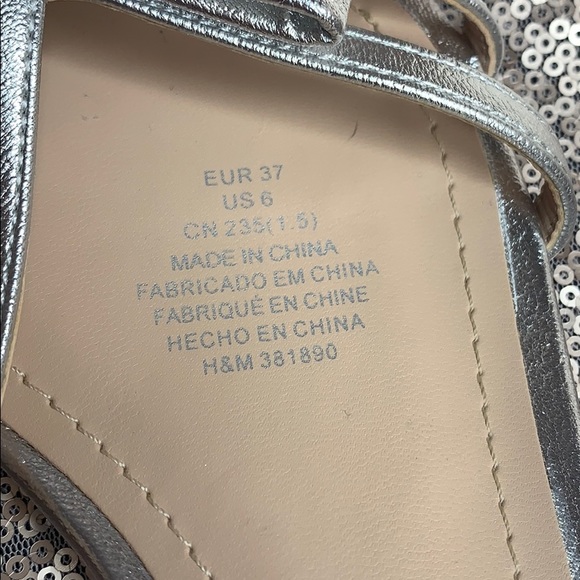 EUR 37
US 6
CN 235(1.5)
MADE IN CHINA
FABRICADO EM CHINA
FABRIQUÉ EN CHINE
HECHO EN CHINA
H&M 381890